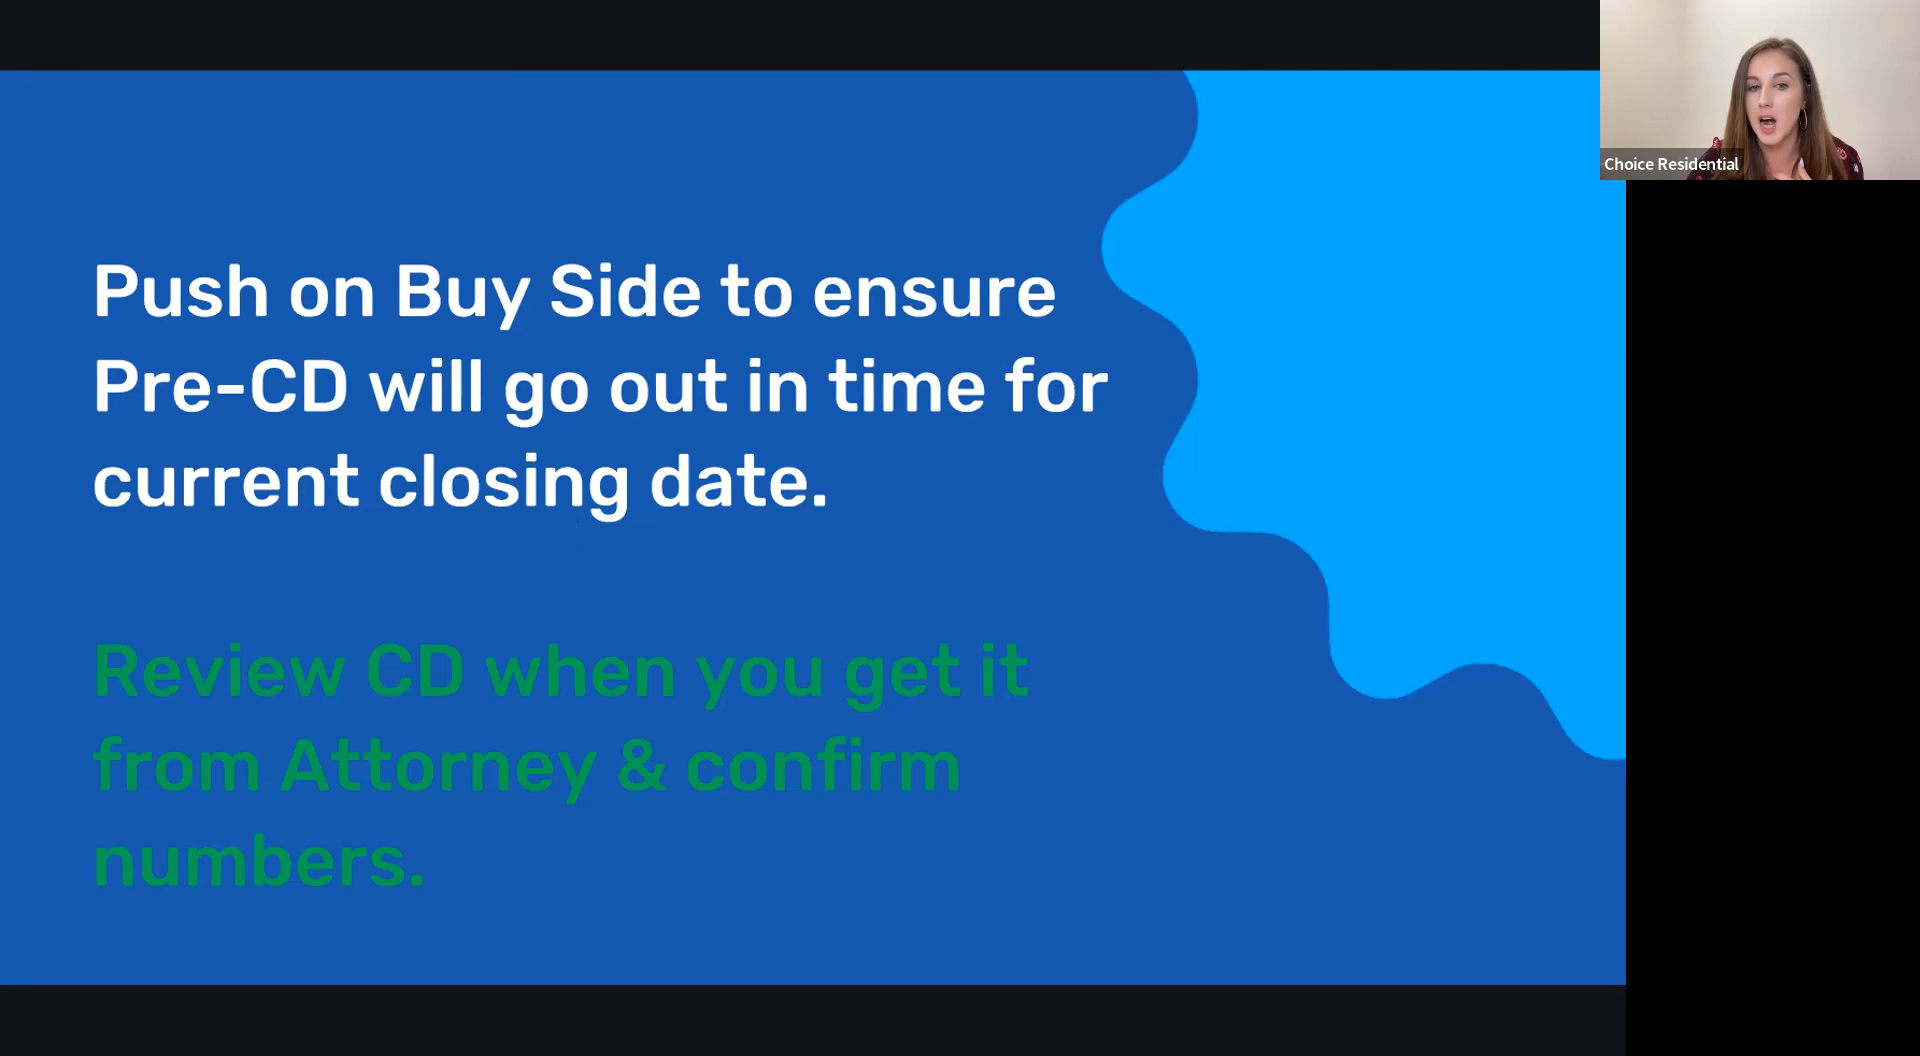 Push on Buy Side to ensure
Pre-CD will go out in time for
current closing date.
Review CD when you get it
from Attorney & confirm
numbers.
Choice Residential